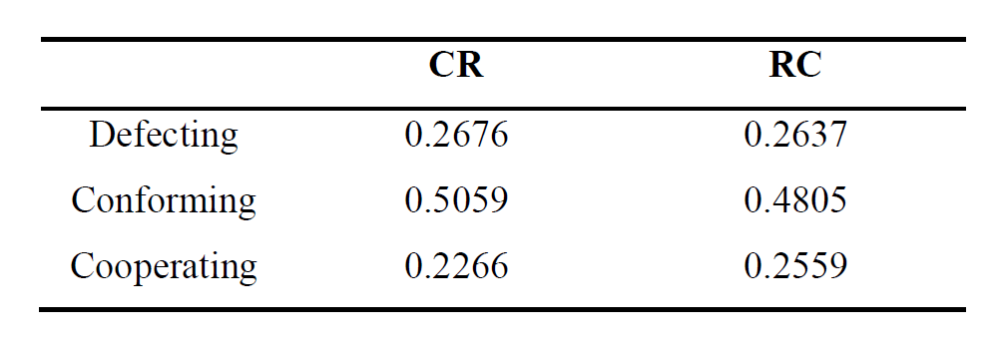 CR RC
Defecting 0.2676 0.2637
Conforming 0.5059 0.4805
Cooperating 0.2266 0.2559